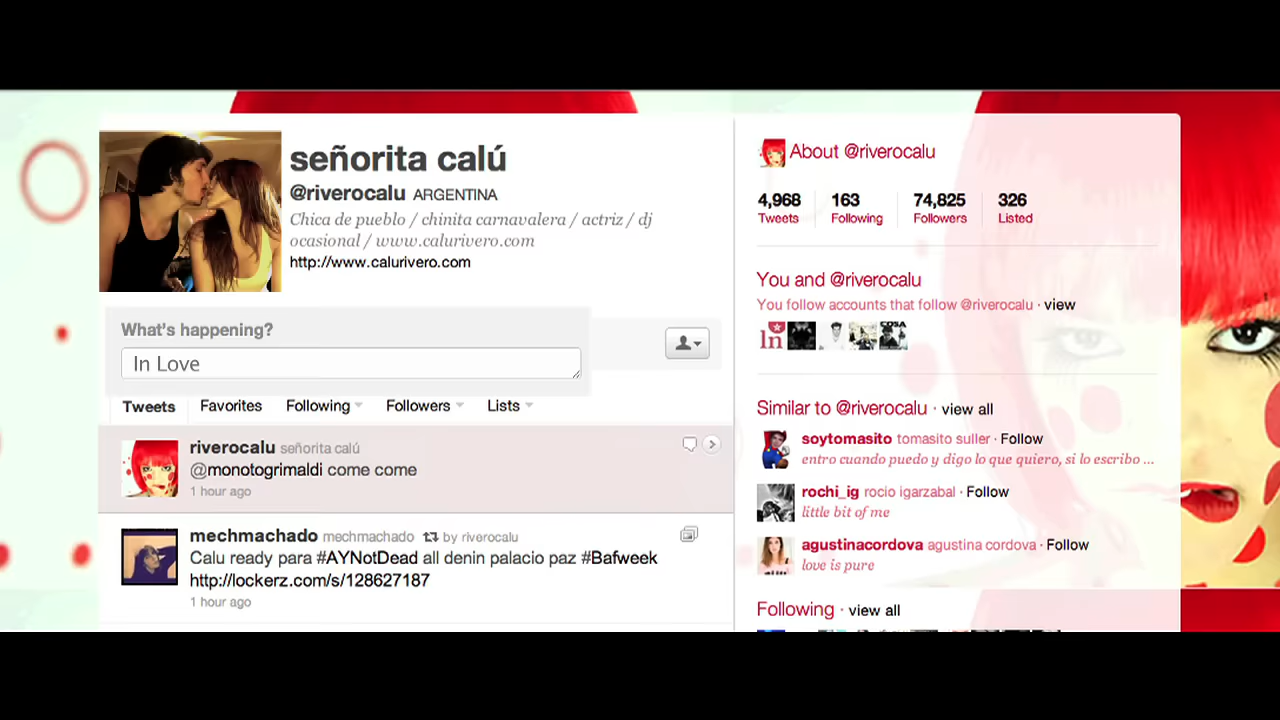 señorita calú
@riverocalu ARGENTINA
Chica de pueblo / chinita carnavalera / actriz / dj
ocasional / www.calurivero.com
http://www.calurivero.com
What's happening?
In Love
Tweets Favorites Following Followers Lists
riverocalu señorita calú
@monotogrimaldi come come
1 hour ago
mechmachado mechmachado by riverocalu
Calu ready para #AYNotDead all denin palacio paz #Bafweek
http://lockerz.com/s/128627187
1 hour ago
About @riverocalu
4,968 163 74,825 326
Tweets Following Followers Listed
You and @riverocalu
You follow accounts that follow @riverocalu · view
In
COSA
Similar to @riverocalu · view all
soytomasito tomasito suller · Follow
entro cuando puedo y digo lo que quiero, si lo escribo ...
rochi_ig rocio igarzabal · Follow
little bit of me
agustinacordova agustina cordova · Follow
love is pure
Following · view all